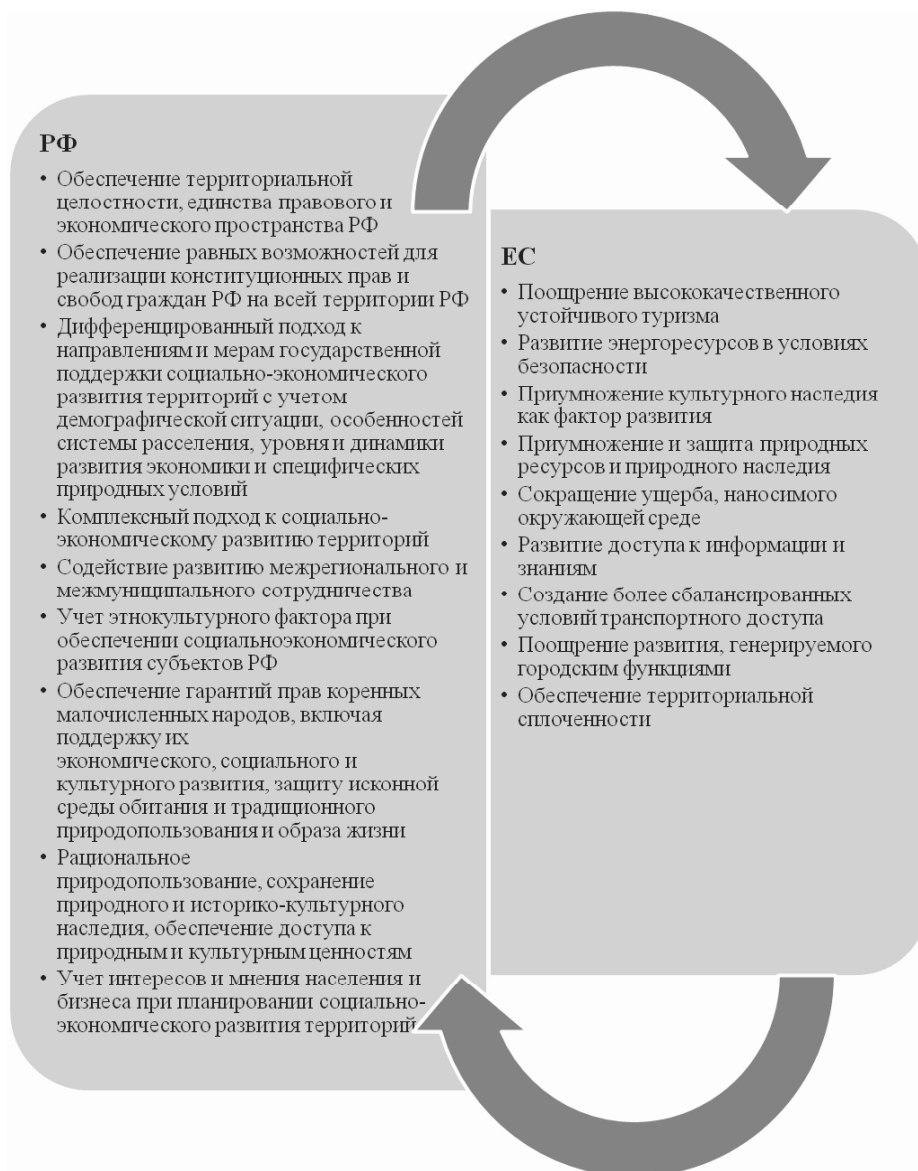 РФ
• Обеспечение территориальной
целостности, единства правового и
экономического пространства РФ
• Обеспечение равных возможностей для
реализации конституционных прав и
свобод граждан РФ на всей территории РФ
• Дифференцированный подход к
направлениям и мерам государственной
поддержки социально-экономического
развития территорий с учетом
демографической ситуации, особенностей
системы расселения, уровня и динамики
развития экономики и специфических
природных условий
• Комплексный подход к социально-
экономическому развитию территорий
• Содействие развитию межрегионального и
межмуниципального сотрудничества
• Учет этнокультурного фактора при
обеспечении социальноэкономического
развития субъектов РФ
• Обеспечение гарантий прав коренных
малочисленных народов, включая
поддержку их
экономического, социального и
культурного развития, защиту исконной
среды обитания и традиционного
природопользования и образа жизни
• Рациональное
природопользование, сохранение
природного и историко-культурного
наследия, обеспечение доступа к
природным и культурным ценностям
• Учет интересов и мнения населения и
бизнеса при планировании социально-
экономического развития территорий
ЕС
• Поощрение высококачественного
устойчивого туризма
• Развитие энергоресурсов в условиях
безопасности
• Приумножение культурного наследия
как фактор развития
• Приумножение и защита природных
ресурсов и природного наследия
• Сокращение ущерба, наносимого
окружающей среде
• Развитие доступа к информации и
знаниям
• Создание более сбалансированных
условий транспортного доступа
• Поощрение развития, генерируемого
городским функциями
• Обеспечение территориальной
сплоченности